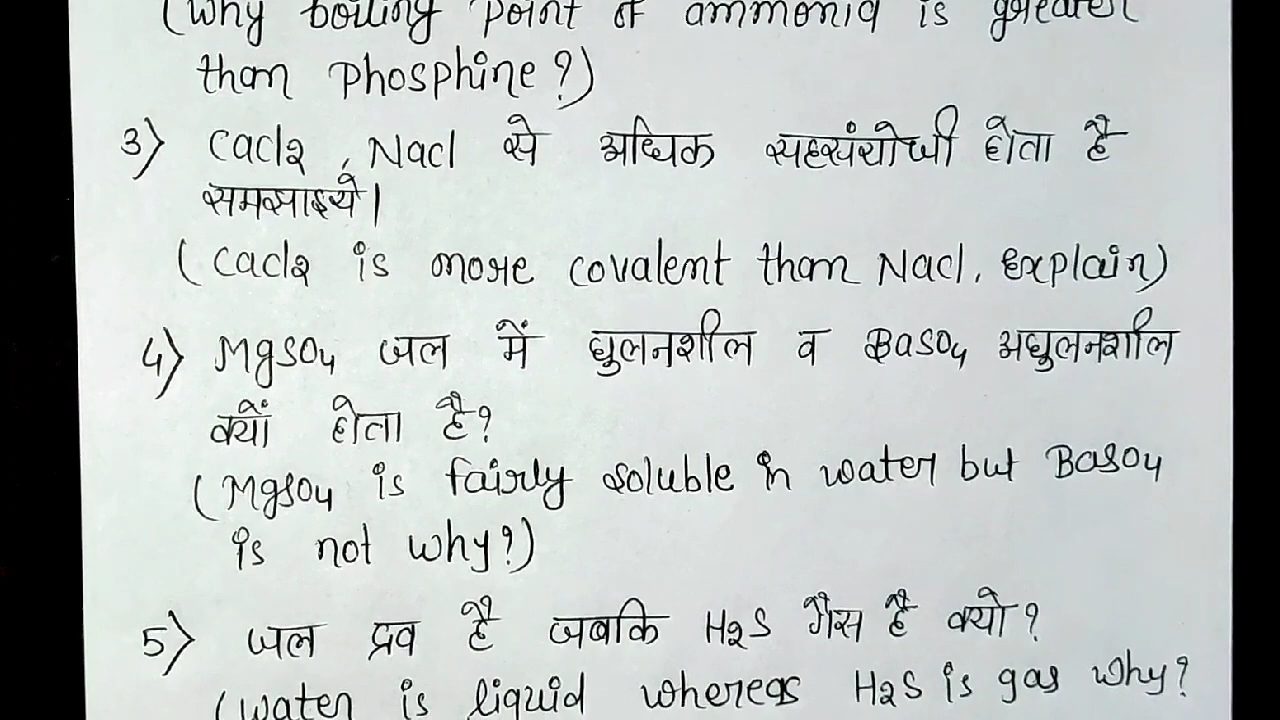 (Why boiling point of ammonia is greater
than phosphine?)
3) CaCl2, NaCl से अधिक सहसंयोजी होता है
समझाइये।
(CaCl2 is more covalent than NaCl. Explain)
4) MgSO4 जल में घुलनशील व BaSO4 अघुलनशील
क्यों होता है?
(MgSO4 is fairly soluble in water but BaSO4
is not why?)
5) जल द्रव है जबकि H2S गैस है क्यो?
(water is liquid whereas H2S is gas why?